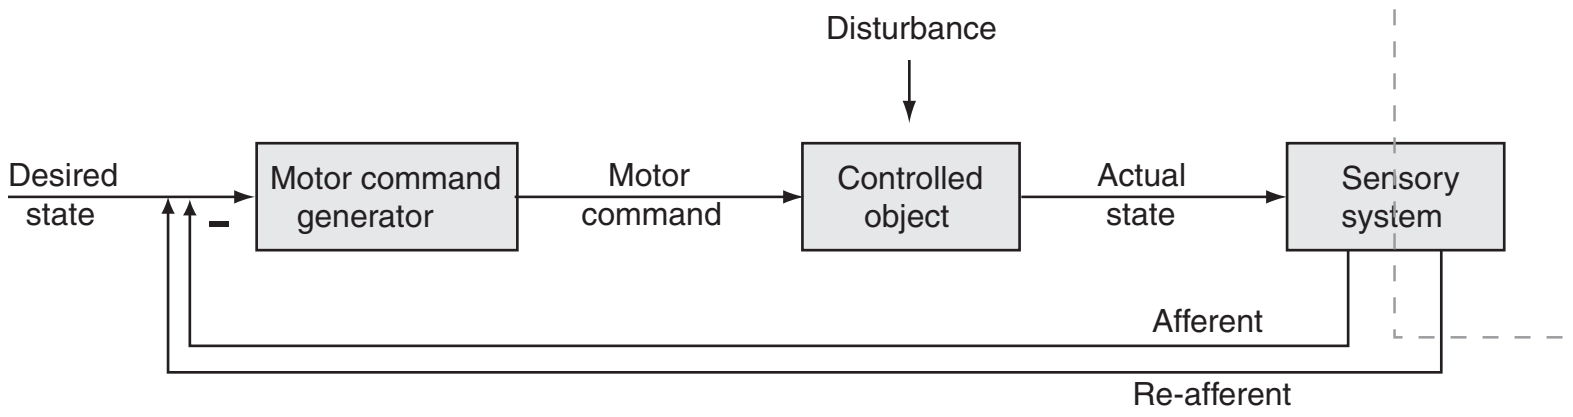 Disturbance
Desired
state
Motor command
generator
Motor
command
Controlled
object
Actual
state
Sensory
system
-
Afferent
Re-afferent